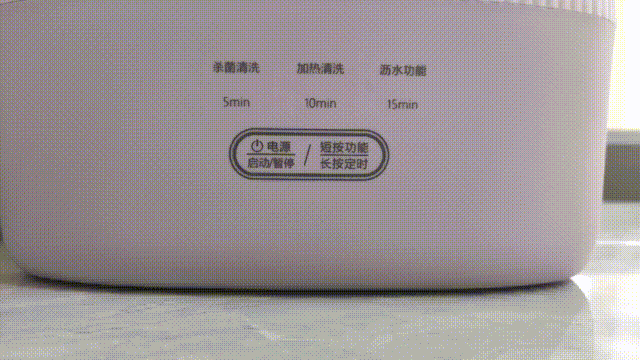 杀菌清洗 加热清洗 沥水功能
5min 10min 15min
电源 / 短按功能
启动/暂停 长按定时